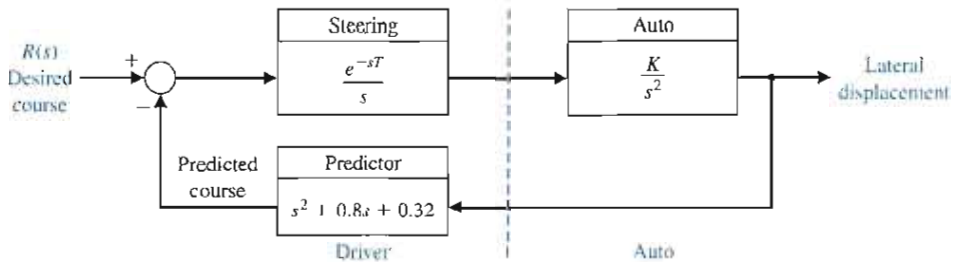 Steering
Auto
R(s)
Desired
course
+
−
e^{-sT}
s
K
s^2
Lateral
displacement
Predicted
course
Predictor
s^2 + 0.8s + 0.32
Driver
Auto